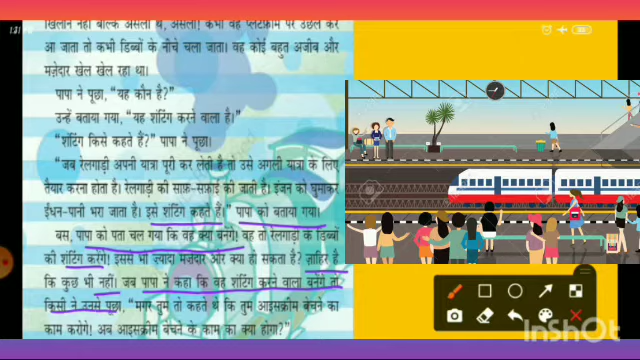 खिलौने नहीं बल्कि असली थे, असली! कभी वह प्लेटफ़ॉर्म पर उछल कर
आ जाता तो कभी डिब्बों के नीचे चला जाता। वह कोई बहुत अजीब और
मज़ेदार खेल खेल रहा था।
पापा ने पूछा, “यह कौन है?”
उन्हें बताया गया, “यह शंटिंग करने वाला है।”
“शंटिंग किसे कहते हैं?” पापा ने पूछा।
“जब रेलगाड़ी अपनी यात्रा पूरी कर लेती है तो उसे अगली यात्रा के लिए
तैयार करना होता है। रेलगाड़ी की साफ़-सफ़ाई की जाती है। इंजन को घुमाकर
ईंधन-पानी भरा जाता है। इसे शंटिंग कहते हैं।” पापा को बताया गया।
बस, पापा को पता चल गया कि वह क्या बनेंगे! वह तो रेलगाड़ी के डिब्बों
की शंटिंग करेंगे! इससे भी ज़्यादा मज़ेदार और क्या हो सकता है? ज़ाहिर है
कि कुछ भी नहीं। जब पापा ने कहा कि वह शंटिंग करने वाला बनेंगे तो
किसी ने उनसे पूछा, “मगर तुम तो कहते थे कि तुम आइसक्रीम बेचने का
काम करोगे! अब आइसक्रीम बेचने के काम का क्या होगा?”
InShOt